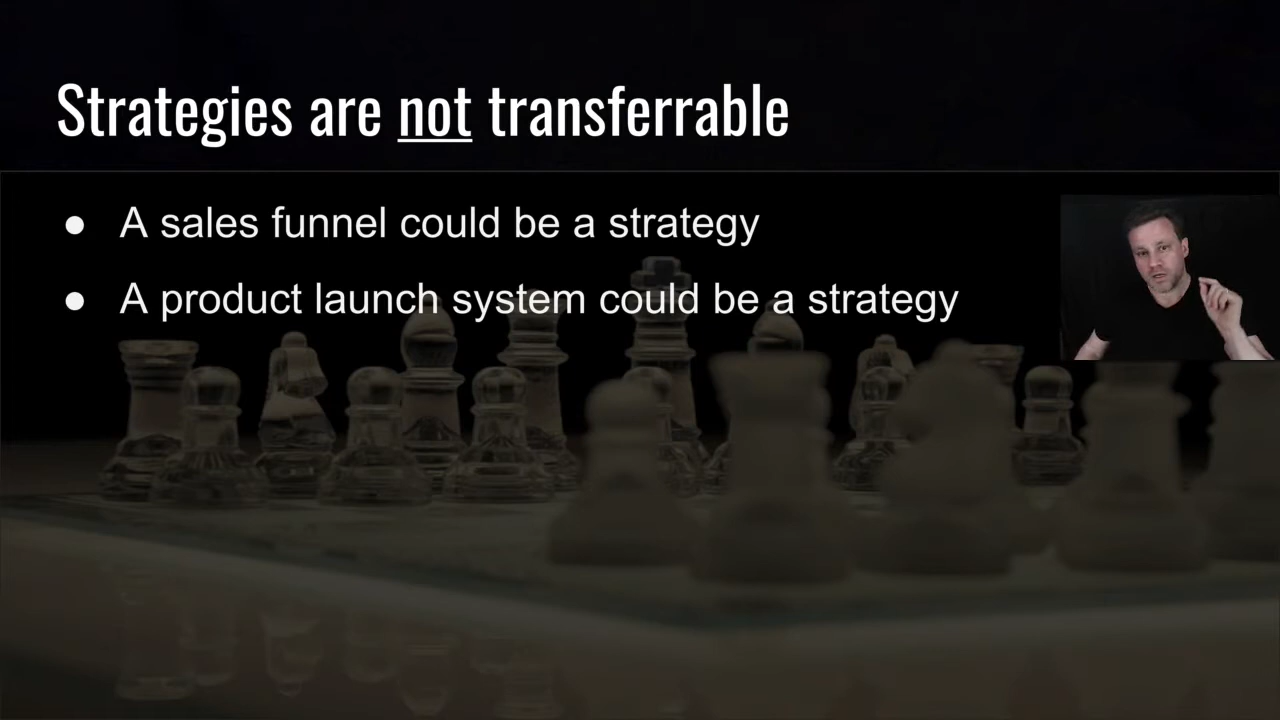 Strategies are not transferrable
● A sales funnel could be a strategy
● A product launch system could be a strategy